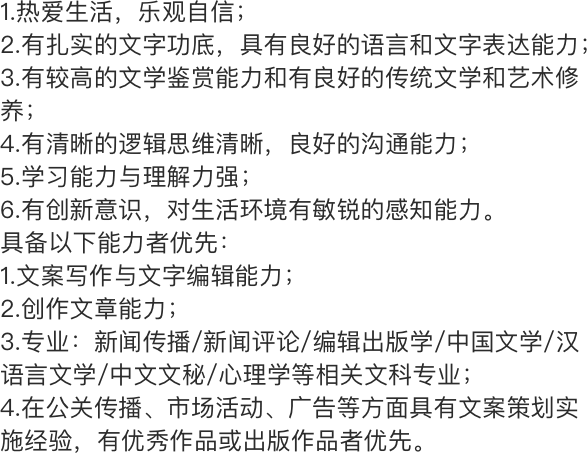 1.热爱生活，乐观自信；
2.有扎实的文字功底，具有良好的语言和文字表达能力；
3.有较高的文学鉴赏能力和有良好的传统文学和艺术修
养；
4.有清晰的逻辑思维清晰，良好的沟通能力；
5.学习能力与理解力强；
6.有创新意识，对生活环境有敏锐的感知能力。
具备以下能力者优先：
1.文案写作与文字编辑能力；
2.创作文章能力；
3.专业：新闻传播/新闻评论/编辑出版学/中国文学/汉
语言文学/中文文秘/心理学等相关文科专业；
4.在公关传播、市场活动、广告等方面具有文案策划实
施经验，有优秀作品或出版作品者优先。